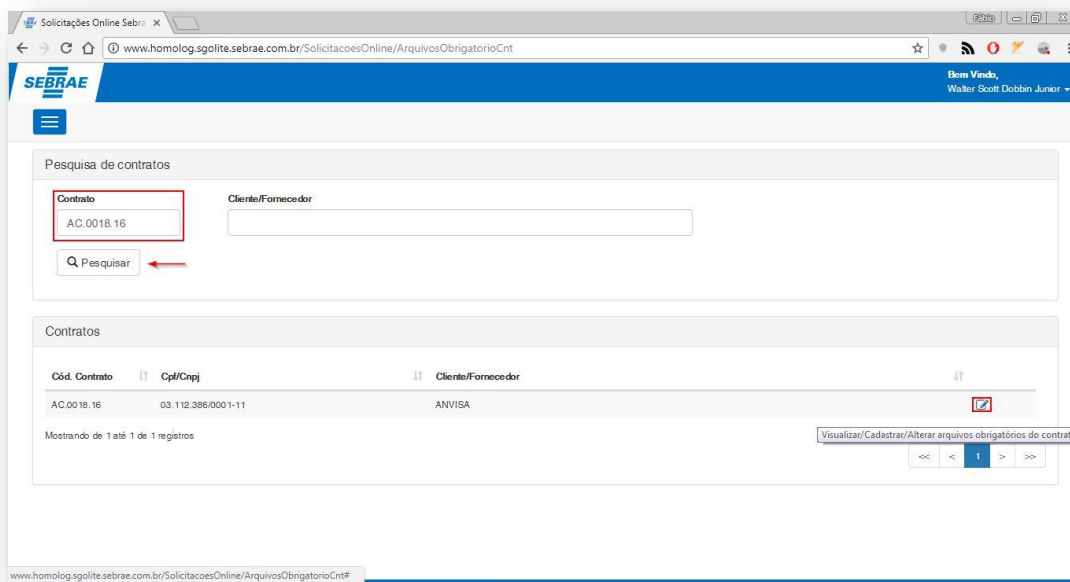 Solicitações Online Sebra
Fábio
www.homolog.sgolite.sebrae.com.br/SolicitacoesOnline/ArquivosObrigatorioCnt
SEBRAE
Bem Vindo,
Walter Scott Dobbin Junior
Pesquisa de contratos
Contrato
Cliente/Fornecedor
AC.0018.16
Pesquisar
Contratos
Cód. Contrato Cpf/Cnpj Cliente/Fornecedor
AC.0018.16 03.112.386/0001-11 ANVISA
Mostrando de 1 até 1 de 1 registros
Visualizar/Cadastrar/Alterar arquivos obrigatórios do contrat
<< < 1 > >>
www.homolog.sgolite.sebrae.com.br/SolicitacoesOnline/ArquivosObrigatorioCnt#